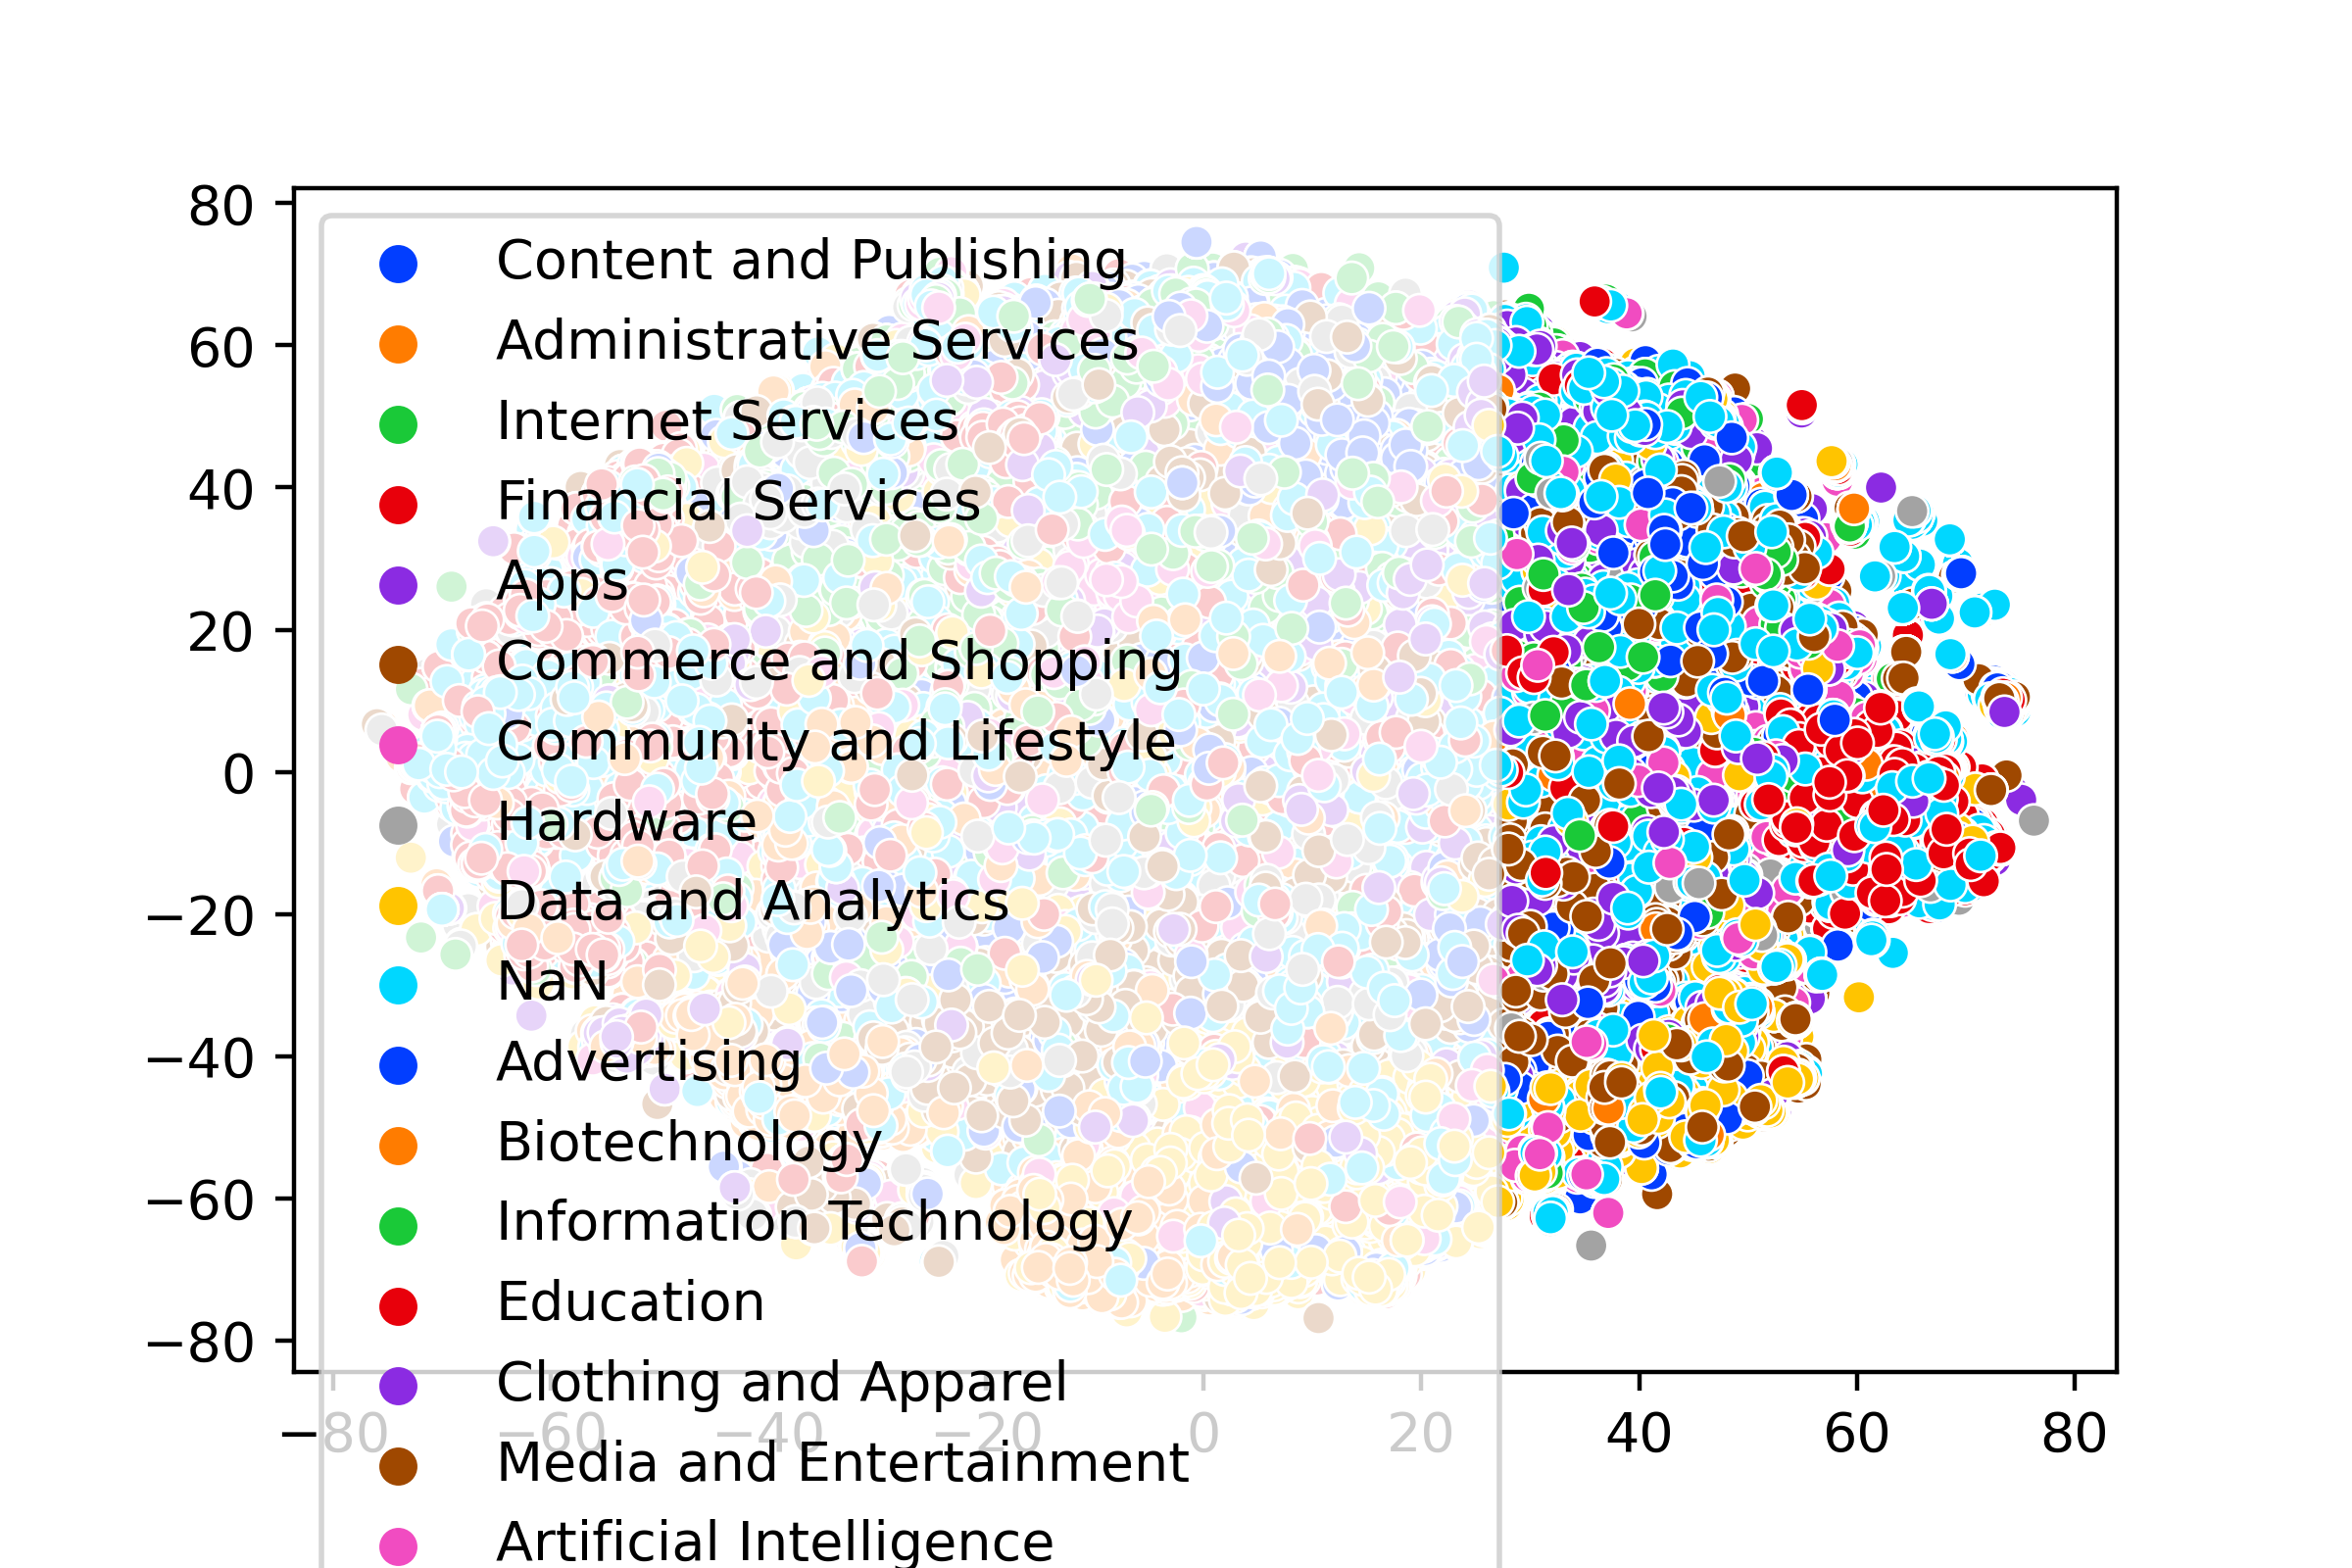 80
60
40
20
0
−20
−40
−60
−80
Content and Publishing
Administrative Services
Internet Services
Financial Services
Apps
Commerce and Shopping
Community and Lifestyle
Hardware
Data and Analytics
NaN
Advertising
Biotechnology
Information Technology
Education
Clothing and Apparel
−80 −60 −40 −20 0 20 40 60 80
Media and Entertainment
Artificial Intelligence